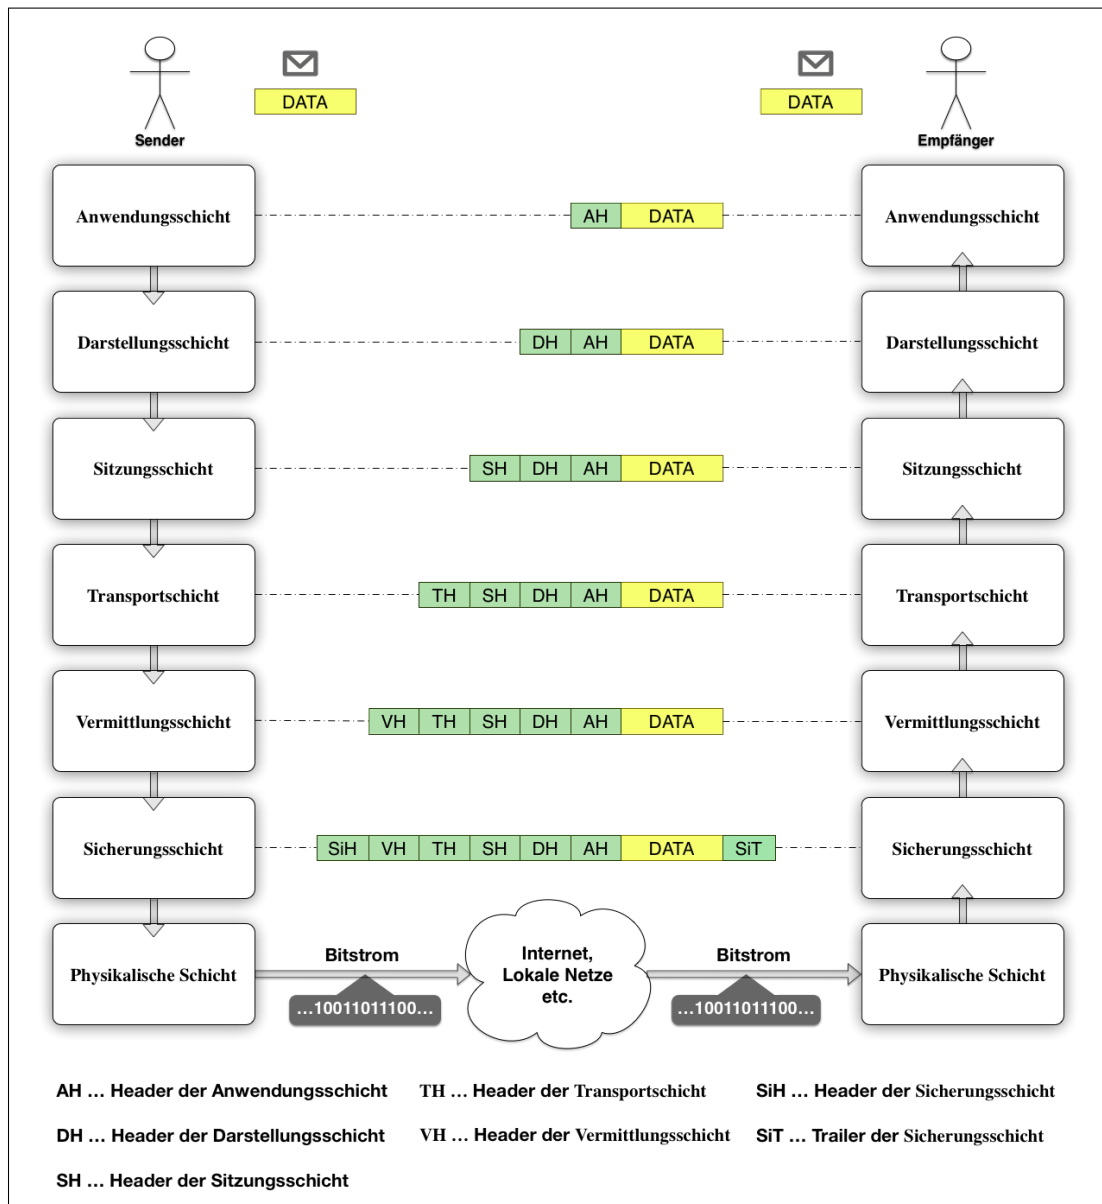 DATA
DATA
Sender
Empfänger
Anwendungsschicht
AH DATA
Anwendungsschicht
Darstellungsschicht
DH AH DATA
Darstellungsschicht
Sitzungsschicht
SH DH AH DATA
Sitzungsschicht
Transportschicht
TH SH DH AH DATA
Transportschicht
Vermittlungsschicht
VH TH SH DH AH DATA
Vermittlungsschicht
Sicherungsschicht
SiH VH TH SH DH AH DATA SiT
Sicherungsschicht
Physikalische Schicht
Bitstrom
...10011011100...
Internet,
Lokale Netze
etc.
Bitstrom
...10011011100...
Physikalische Schicht
AH ... Header der Anwendungsschicht
TH ... Header der Transportschicht
SiH ... Header der Sicherungsschicht
DH ... Header der Darstellungsschicht
VH ... Header der Vermittlungsschicht
SiT ... Trailer der Sicherungsschicht
SH ... Header der Sitzungsschicht